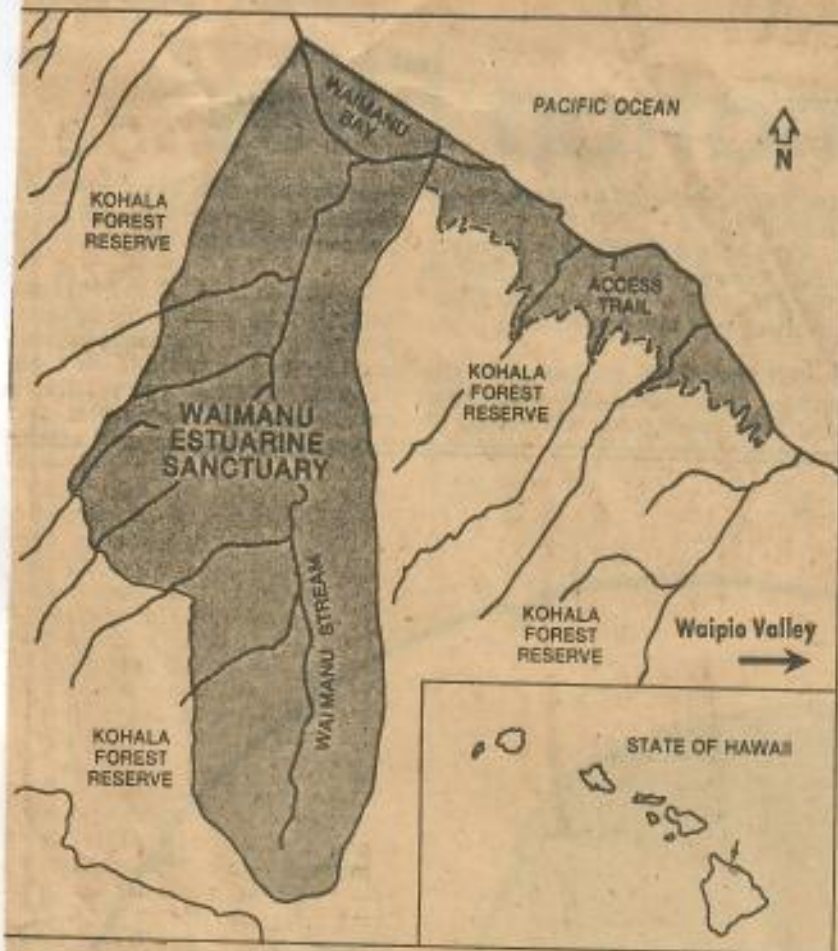 WAIMANU
BAY
PACIFIC OCEAN
N
KOHALA
FOREST
RESERVE
ACCESS
TRAIL
KOHALA
FOREST
RESERVE
WAIMANU
ESTUARINE
SANCTUARY
WAIMANU STREAM
KOHALA
FOREST
RESERVE
Waipio Valley
KOHALA
FOREST
RESERVE
STATE OF HAWAII